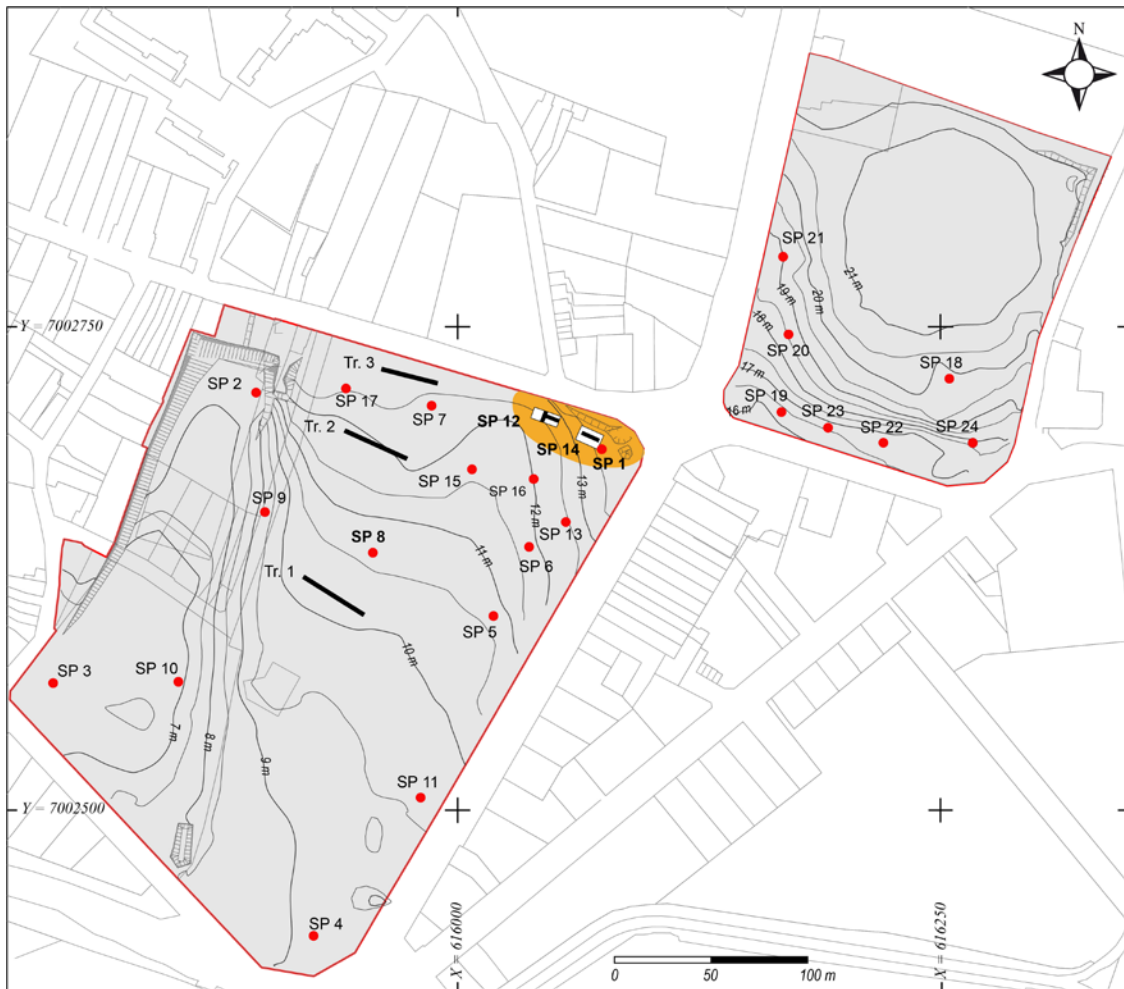 N
SP 21
19 m
20 m
21 m
18 m
Y = 7002750
SP 20
Tr. 3
SP 18
17 m
SP 2
SP 17
SP 7
SP 19
16 m
SP 12
SP 23
Tr. 2
SP 22
SP 24
SP 14
SP 1
SP 15
SP 16
13 m
SP 9
12 m
SP 13
SP 8
11 m
SP 6
Tr. 1
SP 5
10 m
SP 3
SP 10
7 m
8 m
9 m
SP 11
Y = 7002500
SP 4
X = 616000
X = 616250
0 50 100 m